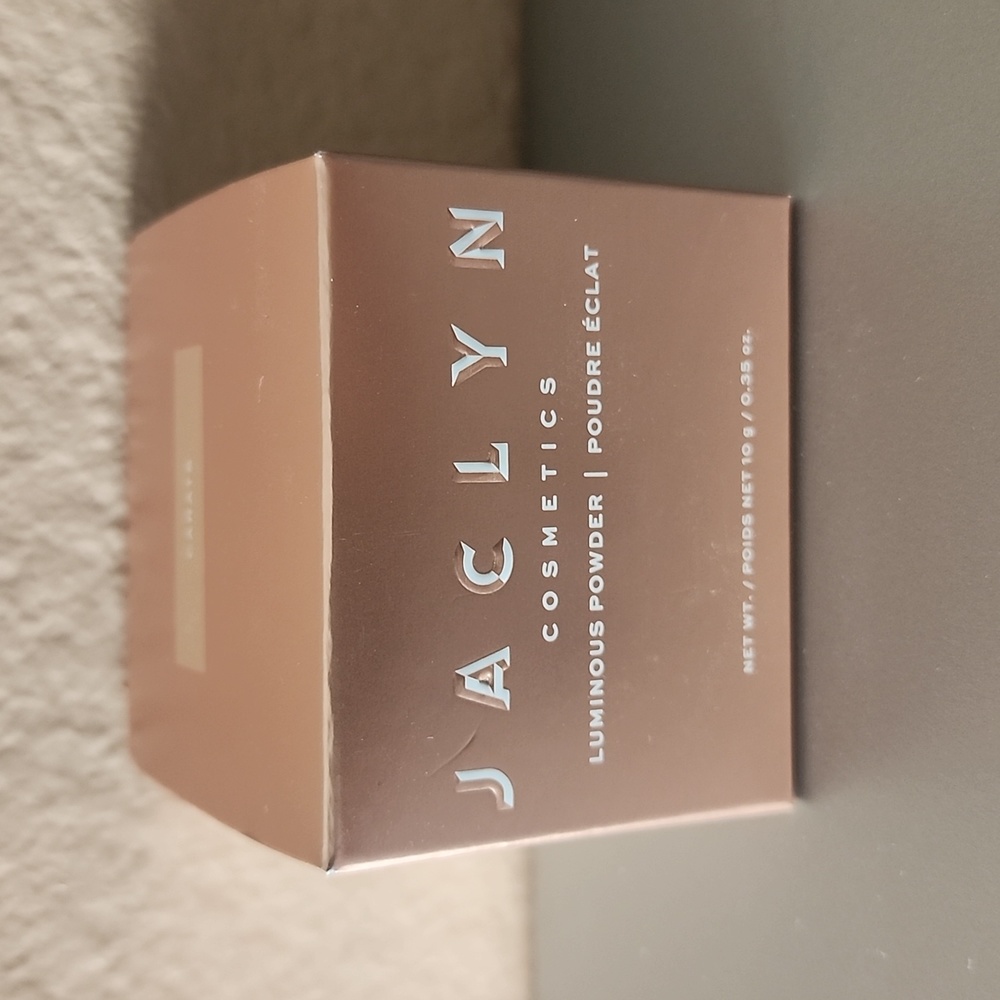 JACLYN
COSMETICS
LUMINOUS POWDER | POUDRE ÉCLAT
NET WT. / POIDS NET 10 g / 0.35 oz.